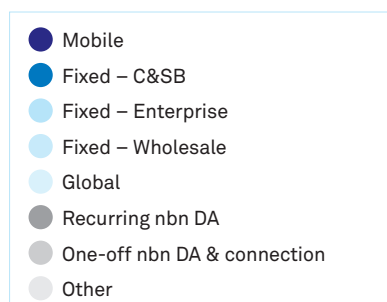 Mobile
Fixed – C&SB
Fixed – Enterprise
Fixed – Wholesale
Global
Recurring nbn DA
One-off nbn DA & connection
Other